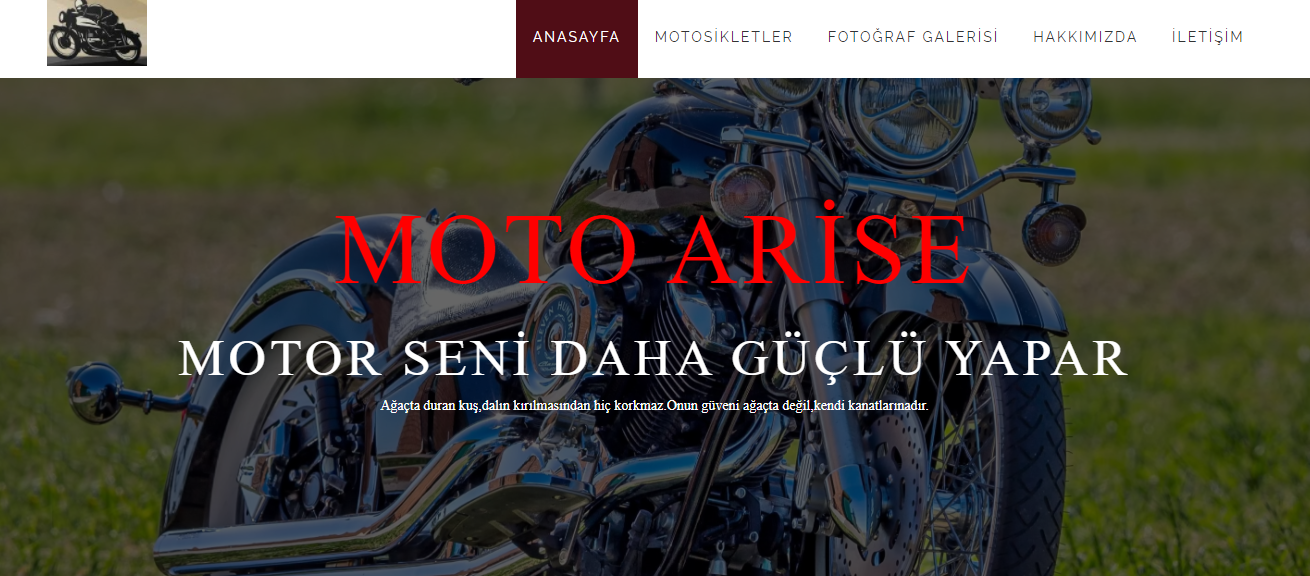 ANASAYFA MOTOSİKLETLER FOTOĞRAF GALERİSİ HAKKIMIZDA İLETİŞİM
MOTO ARİSE
MOTOR SENİ DAHA GÜÇLÜ YAPAR
Ağaçta duran kuş,dalın kırılmasından hiç korkmaz.Onun güveni ağaçta değil,kendi kanatlarınadır.